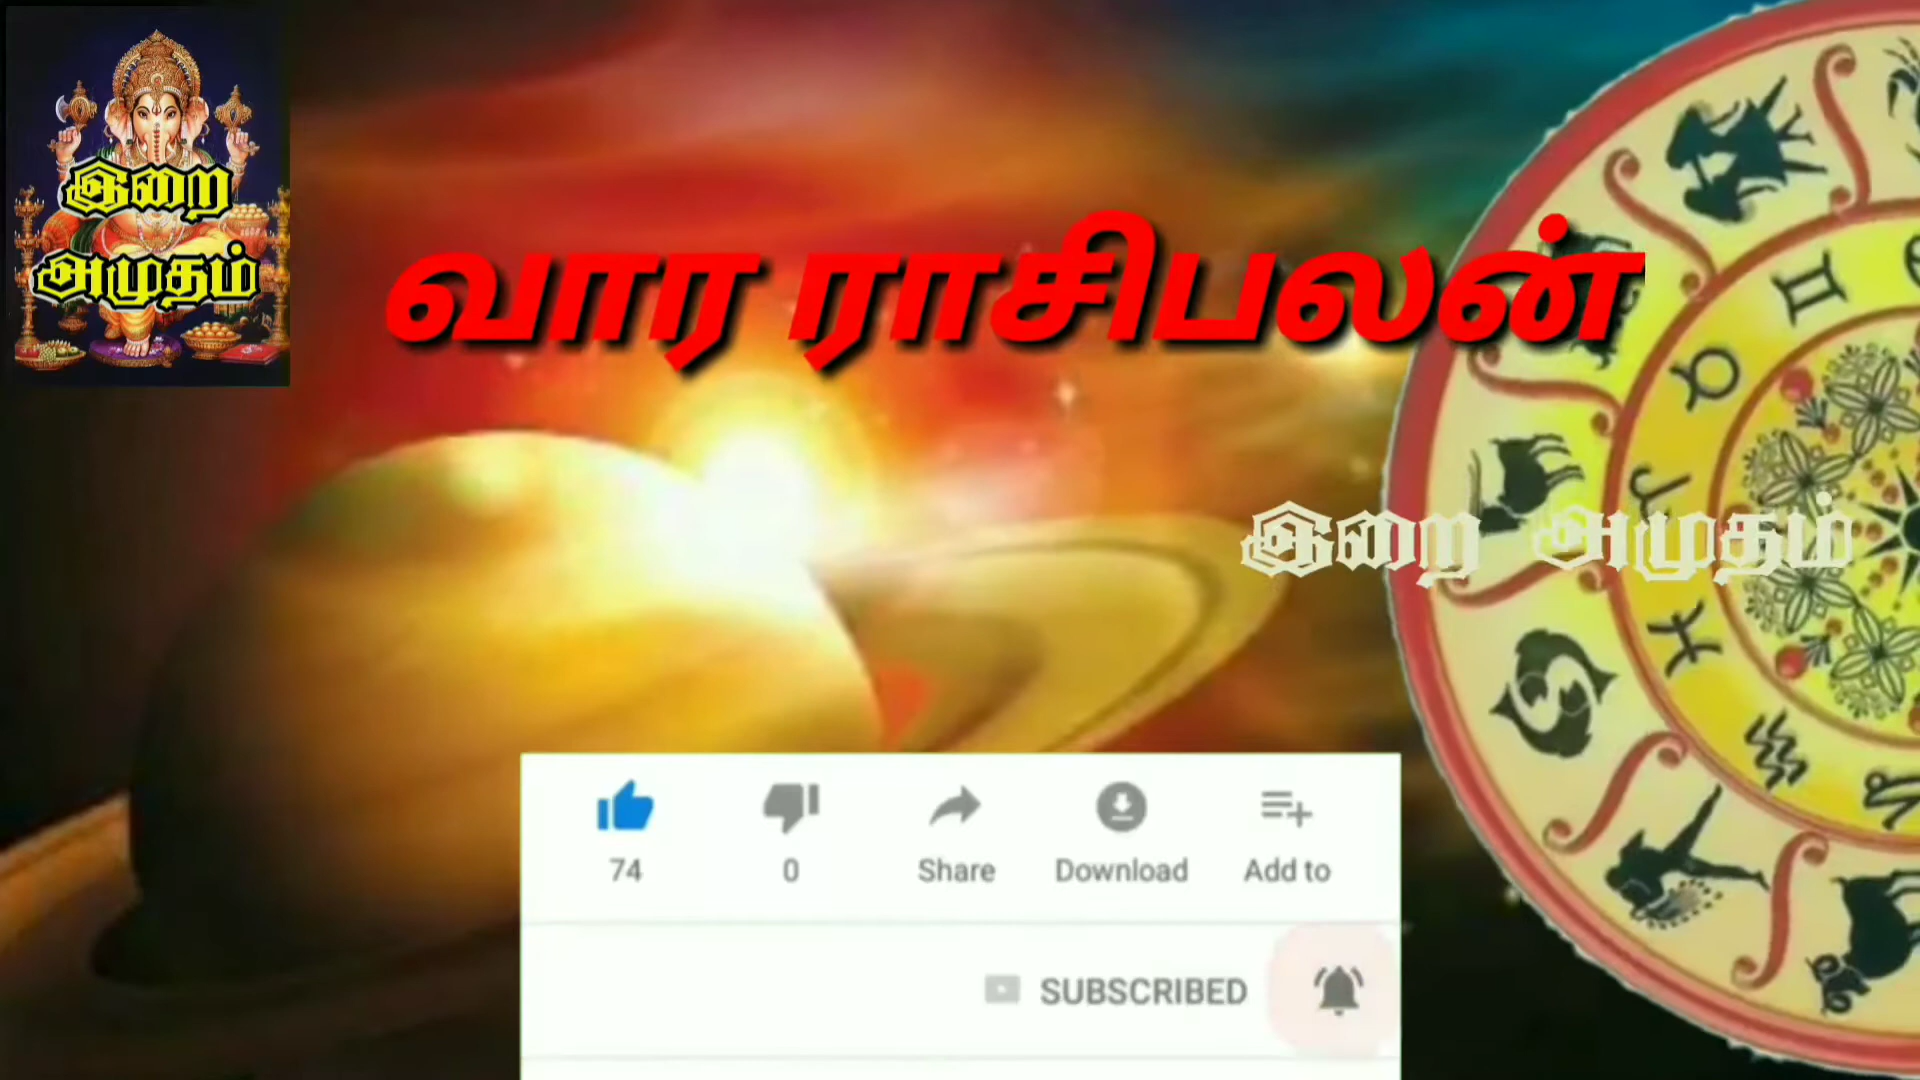 இறை
அமுதம்
வார ராசிபலன்
இறை அமுதம்
74 0 Share Download Add to
SUBSCRIBED